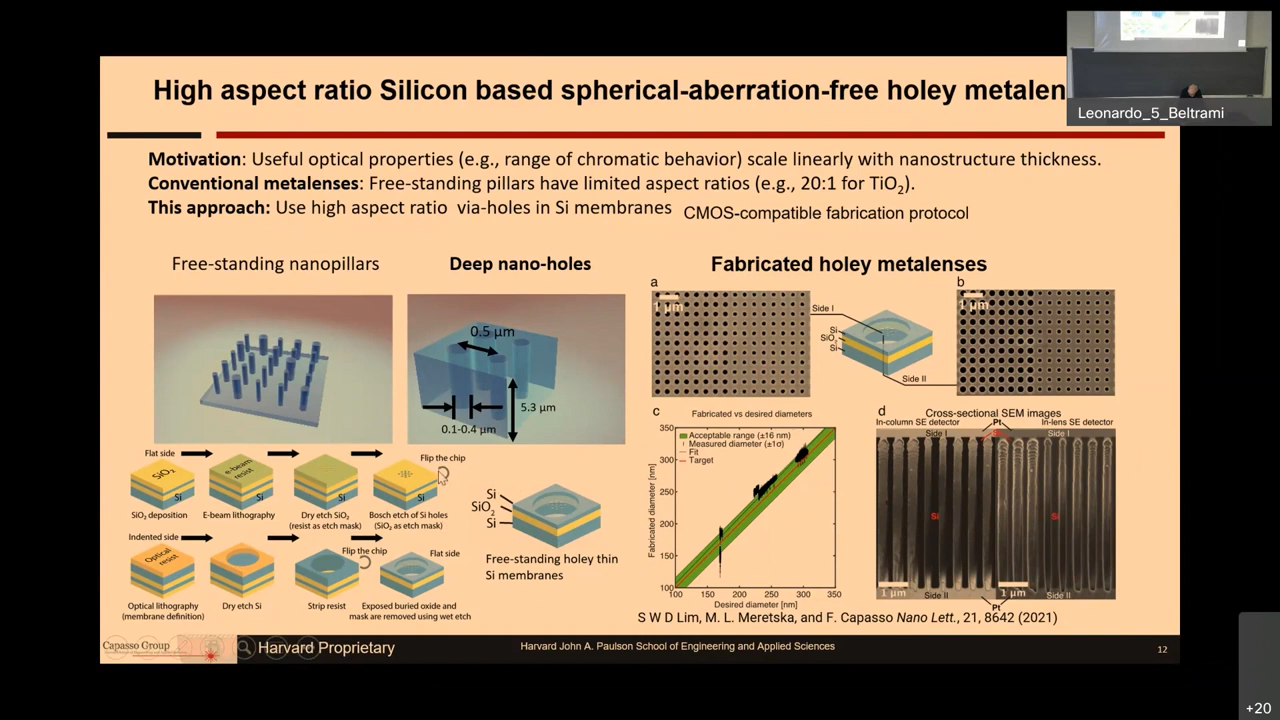 High aspect ratio Silicon based spherical-aberration-free holey metalen
Leonardo_5_Beltrami
Motivation: Useful optical properties (e.g., range of chromatic behavior) scale linearly with nanostructure thickness.
Conventional metalenses: Free-standing pillars have limited aspect ratios (e.g., 20:1 for TiO2).
This approach: Use high aspect ratio via-holes in Si membranes
CMOS-compatible fabrication protocol
Free-standing nanopillars
Deep nano-holes
Fabricated holey metalenses
0.5 μm
5.3 μm
0.1-0.4 μm
a
1 μm
Side I
Si
SiO2
Si
Side II
b
1 μm
Flat side
Flip the chip
SiO2
Si
e-beam resist
Si
SiO2 deposition
E-beam lithography
Dry etch SiO2
(resist as etch mask)
Bosch etch of Si holes
(SiO2 as etch mask)
Indented side
Flip the chip
Flat side
Optical resist
Optical lithography
(membrane definition)
Dry etch Si
Strip resist
Exposed buried oxide and
mask are removed using wet etch
Si
SiO2
Si
Free-standing holey thin
Si membranes
c
Fabricated vs desired diameters
Acceptable range (±16 nm)
Measured diameter (±1σ)
Fit
Target
Fabricated diameter [nm]
350
300
250
200
150
100
100 150 200 250 300 350
Desired diameter [nm]
d
Cross-sectional SEM images
In-column SE detector
Pt
In-lens SE detector
Side I
Side I
Si
Si
1 μm
1 μm
Side II
Side II
Pt
S W D Lim, M. L. Meretska, and F. Capasso Nano Lett., 21, 8642 (2021)
Capasso Group
Harvard Proprietary
Harvard John A. Paulson School of Engineering and Applied Sciences
12
+20